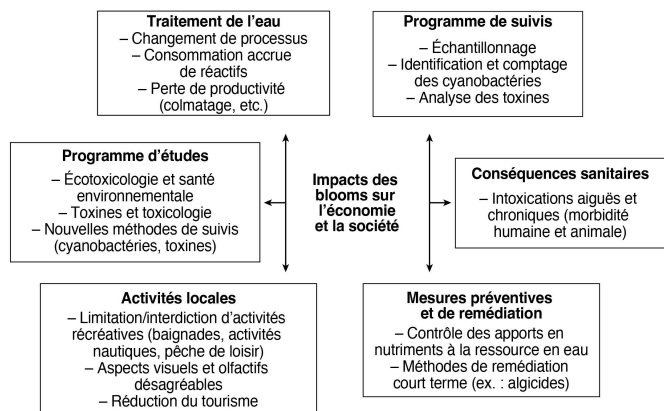 Traitement de l'eau
– Changement de processus
– Consommation accrue
de réactifs
– Perte de productivité
(colmatage, etc.)
Programme de suivis
– Échantillonnage
– Identification et comptage
des cyanobactéries
– Analyse des toxines
Programme d'études
– Écotoxicologie et santé
environnementale
– Toxines et toxicologie
– Nouvelles méthodes de suivis
(cyanobactéries, toxines)
Impacts des
blooms sur
l'économie
et la société
Conséquences sanitaires
– Intoxications aiguës et
chroniques (morbidité
humaine et animale)
Activités locales
– Limitation/interdiction d'activités
récréatives (baignades, activités
nautiques, pêche de loisir)
– Aspects visuels et olfactifs
désagréables
– Réduction du tourisme
Mesures préventives
et de remédiation
– Contrôle des apports en
nutriments à la ressource en eau
– Méthodes de remédiation
court terme (ex. : algicides)